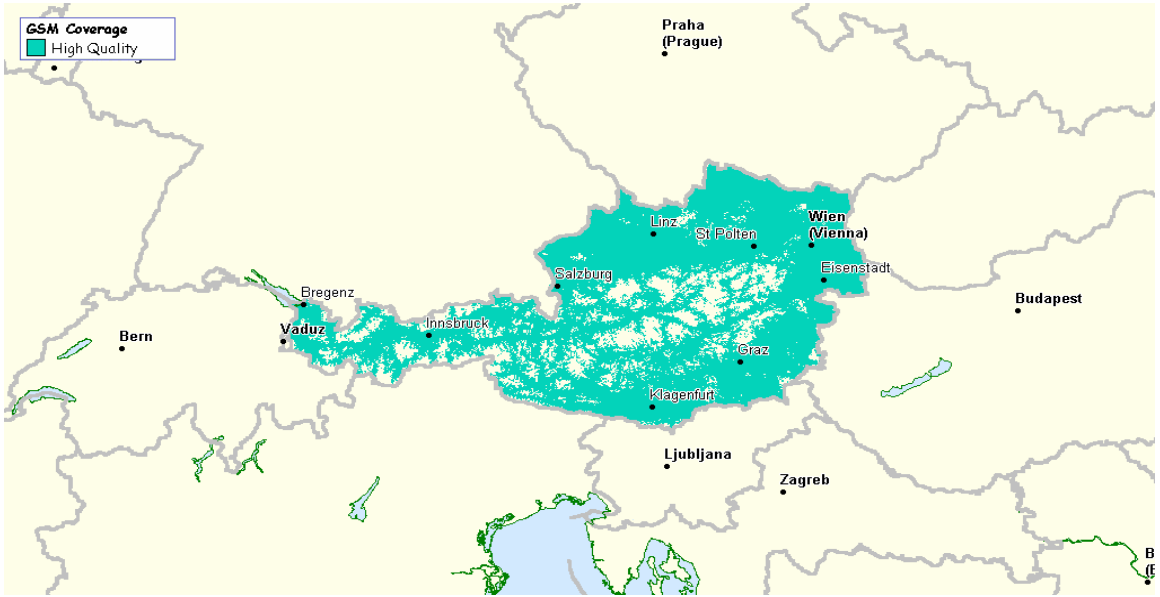 GSM Coverage
High Quality
Praha
(Prague)
Linz
St Polten
Wien
(Vienna)
Salzburg
Eisenstadt
Bregenz
Innsbruck
Vaduz
Bern
Budapest
Graz
Klagenfurt
Ljubljana
Zagreb